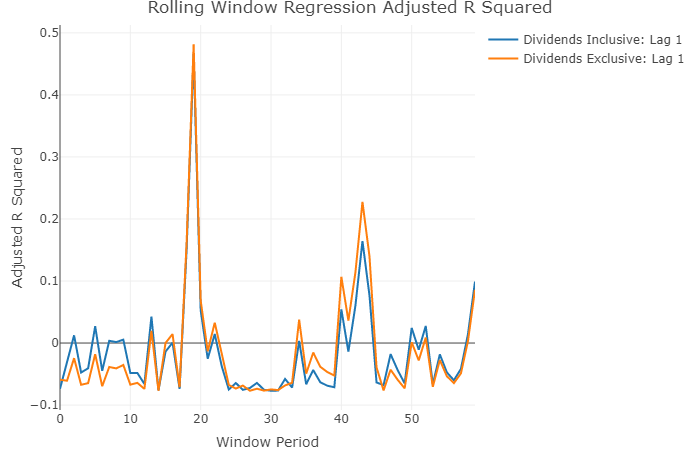 Rolling Window Regression Adjusted R Squared
Dividends Inclusive: Lag 1
Dividends Exclusive: Lag 1
Adjusted R Squared
0.5
0.4
0.3
0.2
0.1
0
−0.1
0 10 20 30 40 50
Window Period